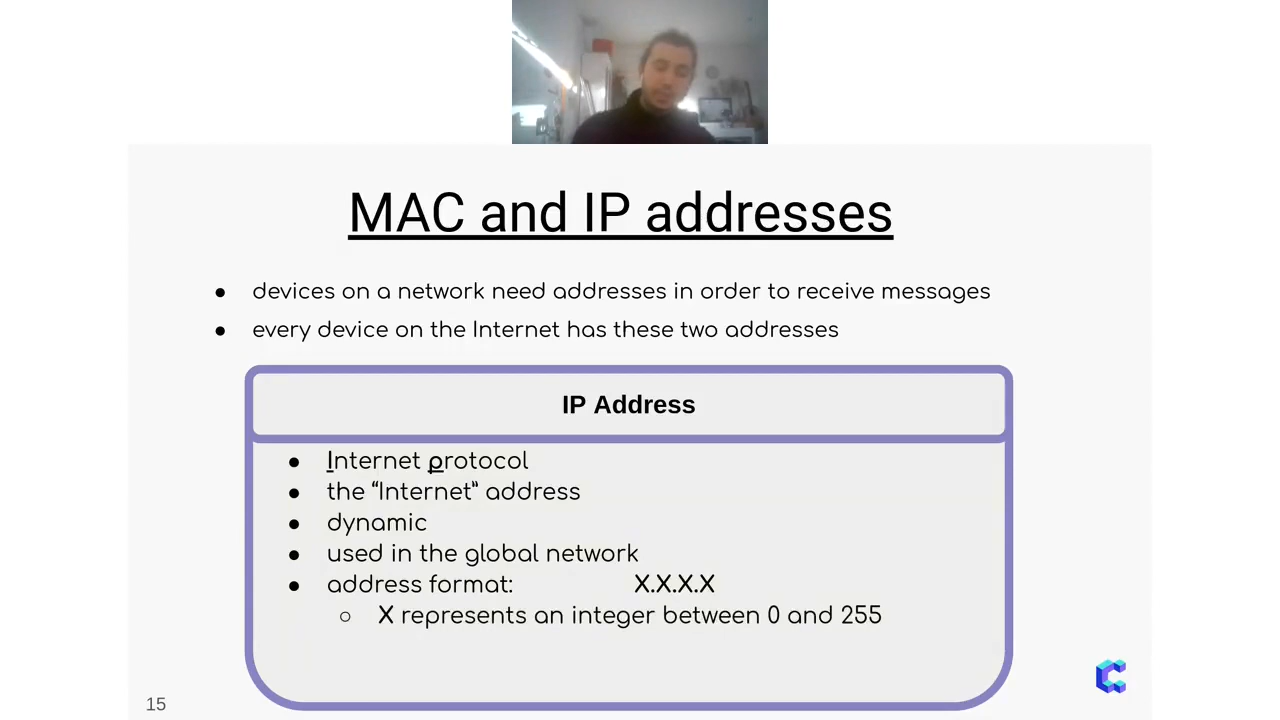 MAC and IP addresses
● devices on a network need addresses in order to receive messages
● every device on the Internet has these two addresses
IP Address
● Internet protocol
● the “Internet” address
● dynamic
● used in the global network
● address format: X.X.X.X
○ X represents an integer between 0 and 255
15